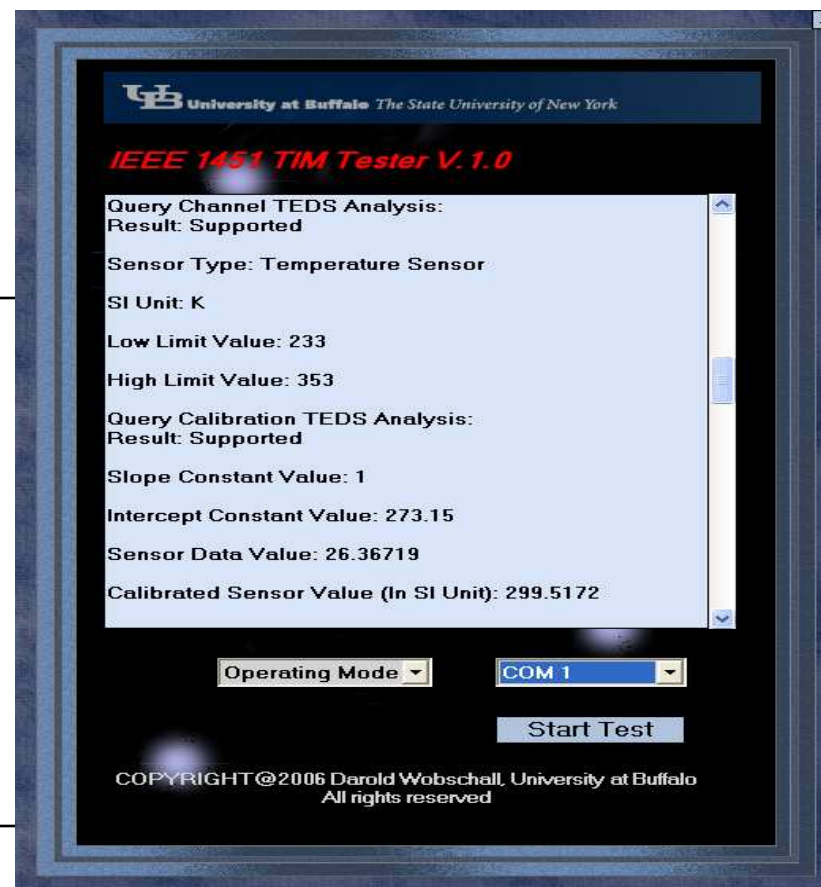 UB University at Buffalo The State University of New York
IEEE 1451 TIM Tester V.1.0
Query Channel TEDS Analysis:
Result: Supported
Sensor Type: Temperature Sensor
SI Unit: K
Low Limit Value: 233
High Limit Value: 353
Query Calibration TEDS Analysis:
Result: Supported
Slope Constant Value: 1
Intercept Constant Value: 273.15
Sensor Data Value: 26.36719
Calibrated Sensor Value (In SI Unit): 299.5172
Operating Mode
COM 1
Start Test
COPYRIGHT@2006 Darold Wobschall, University at Buffalo
All rights reserved